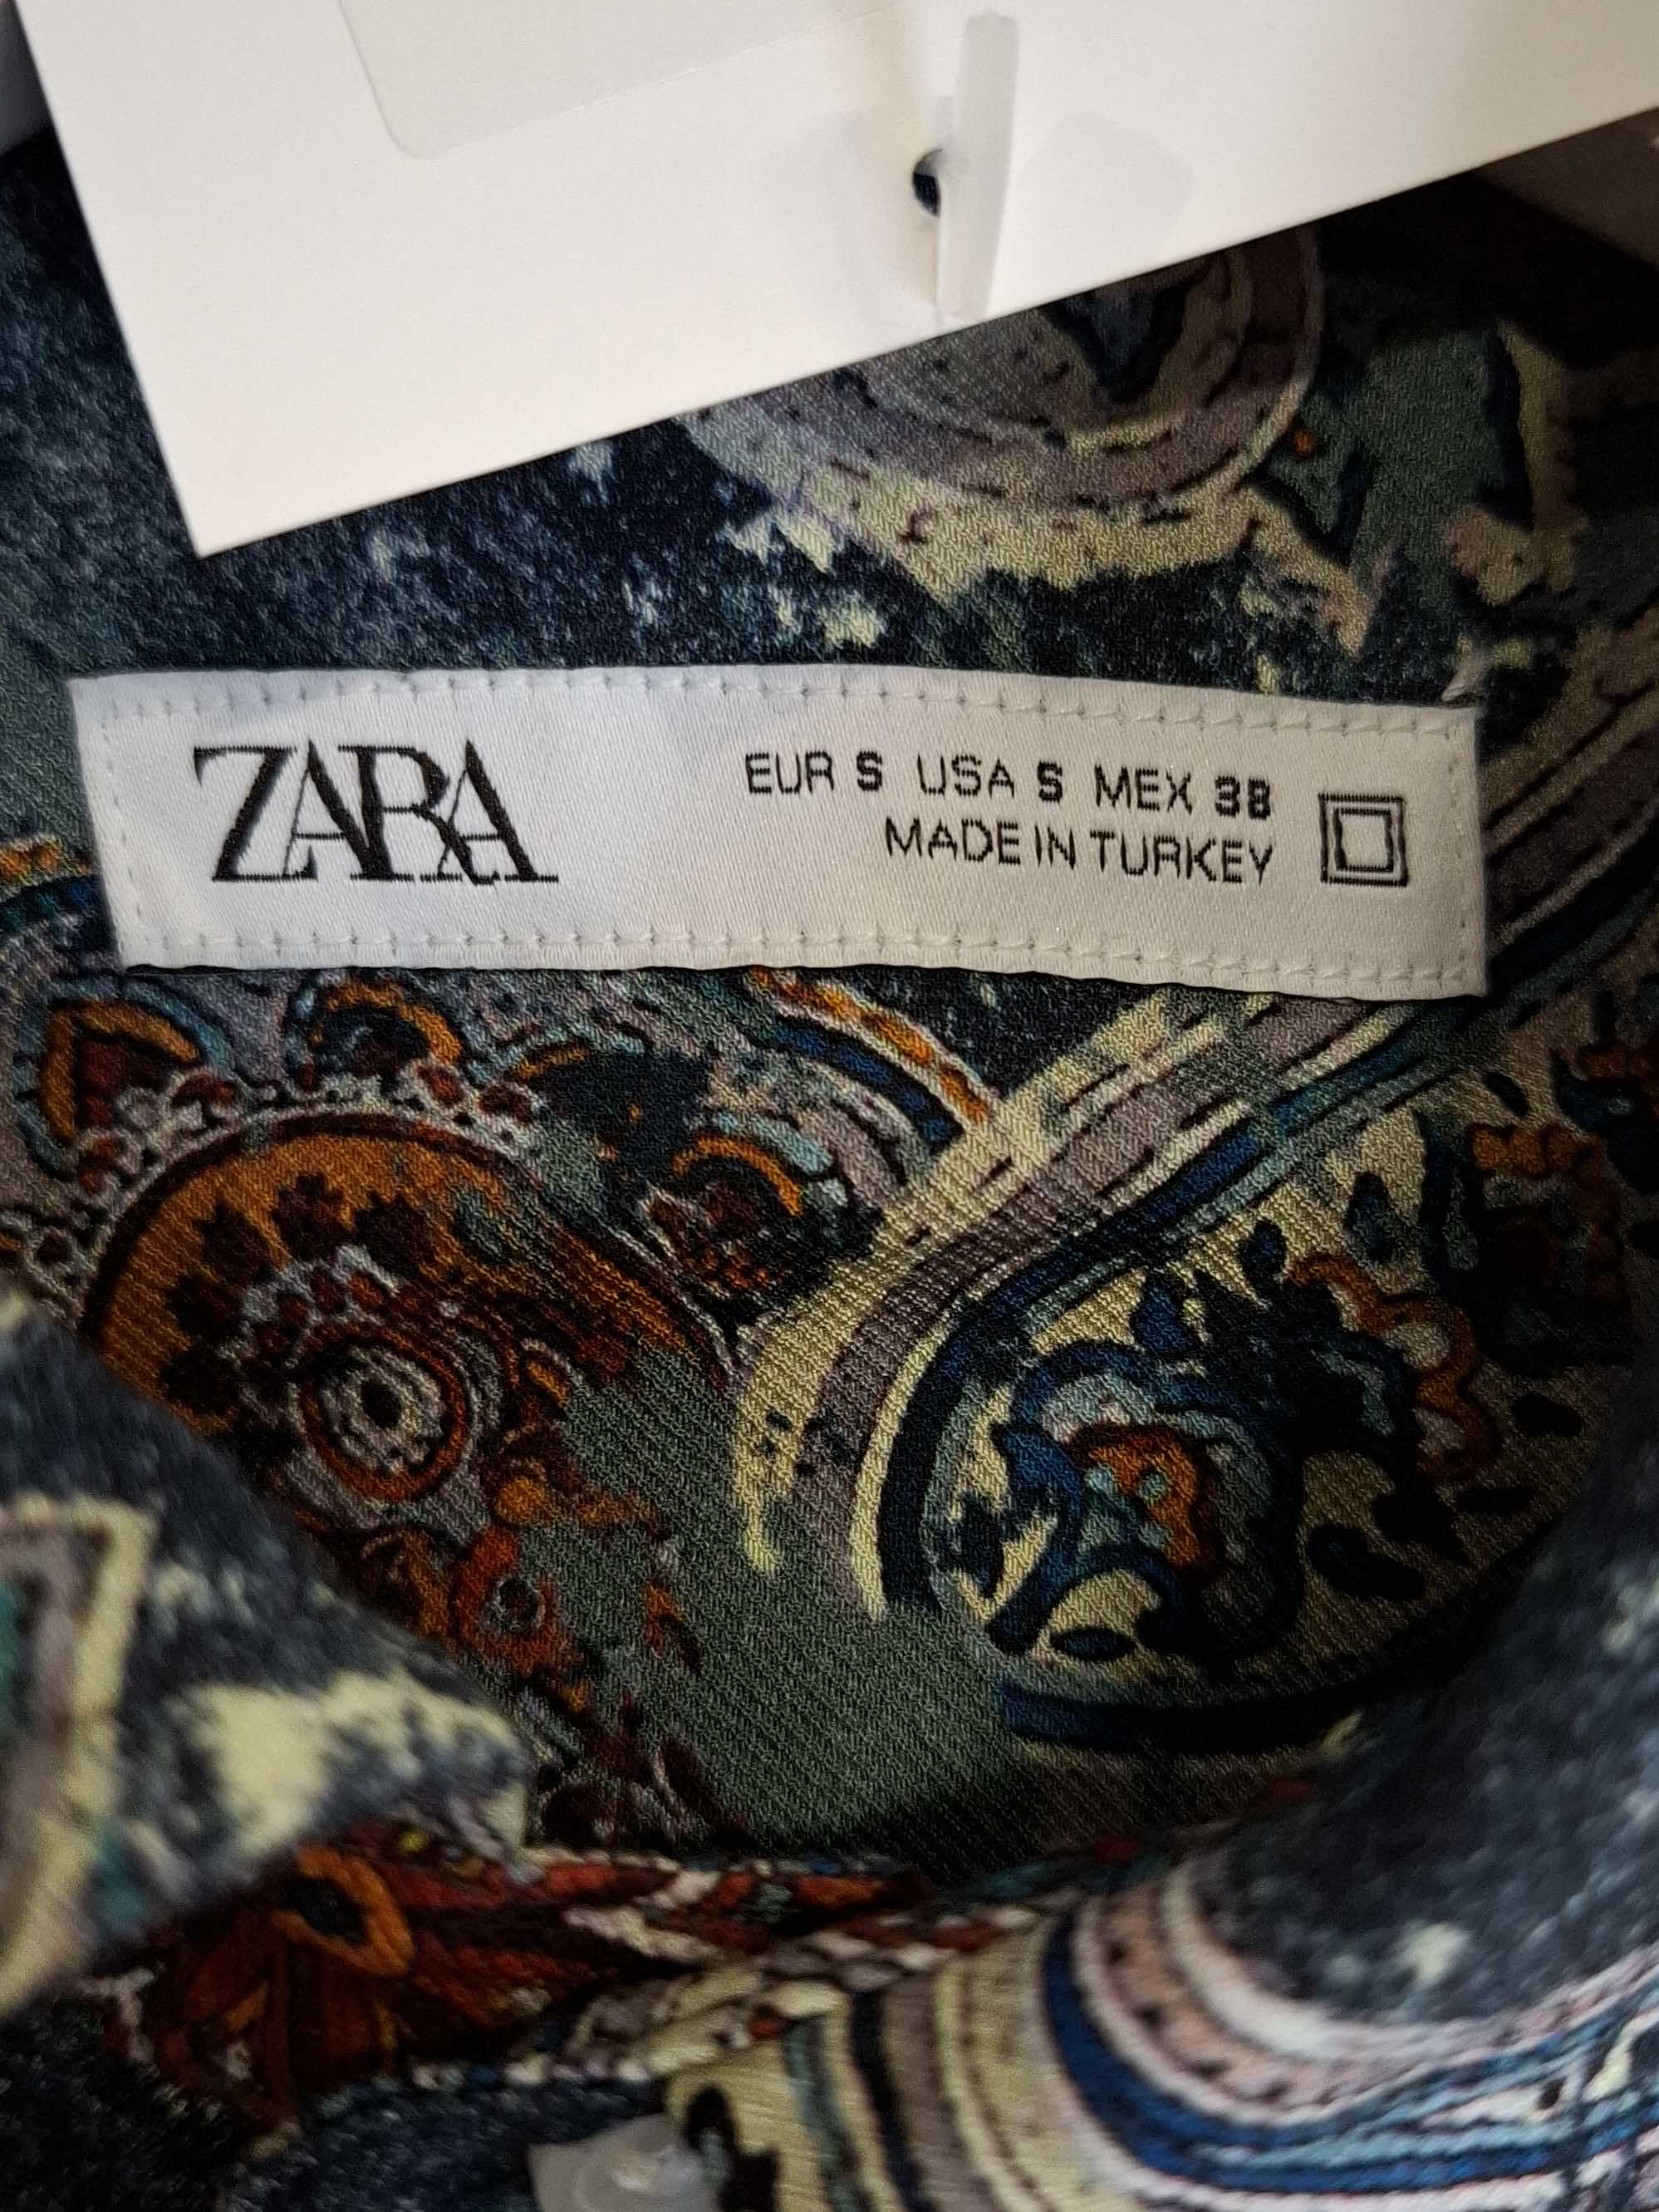 ZARA
EUR S USA S MEX 38
MADE IN TURKEY